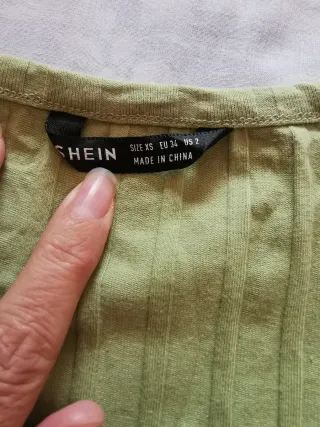 SHEIN
SIZE XS EU 34 US 2
MADE IN CHINA